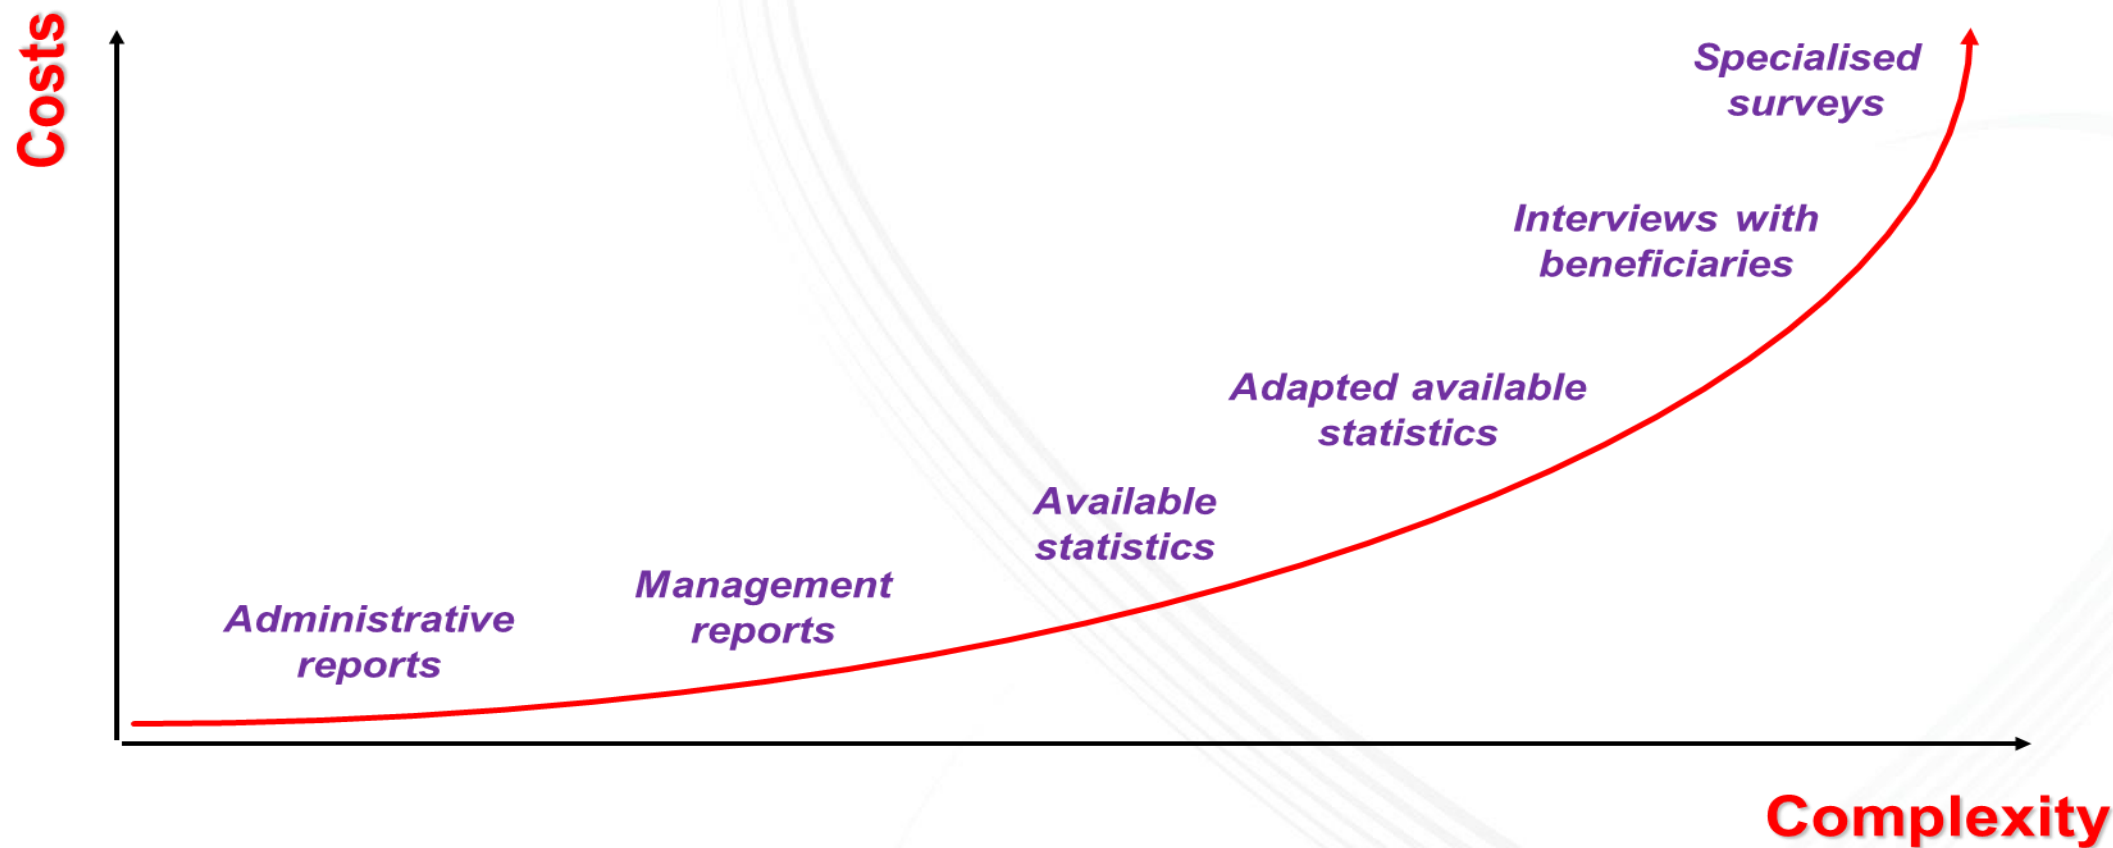 Costs
Specialised
surveys
Interviews with
beneficiaries
Adapted available
statistics
Available
statistics
Management
reports
Administrative
reports
Complexity